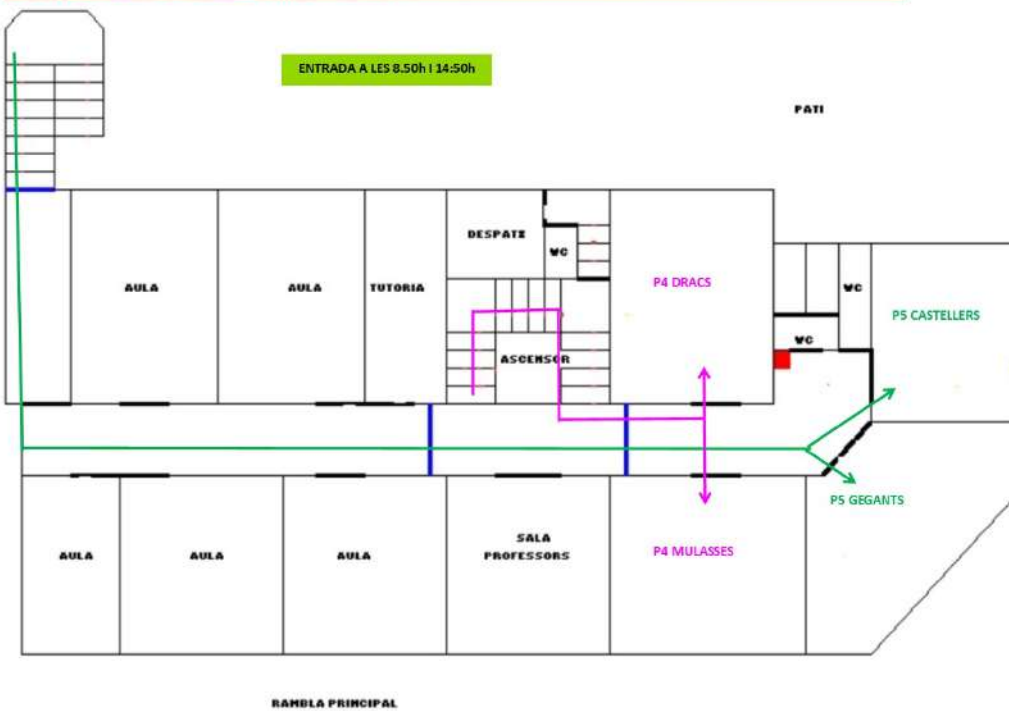 ENTRADA A LES 8.50h I 14:50h
PATI
DESPATX
WC
AULA
AULA
TUTORIA
P4 DRACS
WC
P5 CASTELLERS
WC
ASCENSOR
P5 GEGANTS
AULA
AULA
AULA
SALA
PROFESSORS
P4 MULASSES
RAMBLA PRINCIPAL